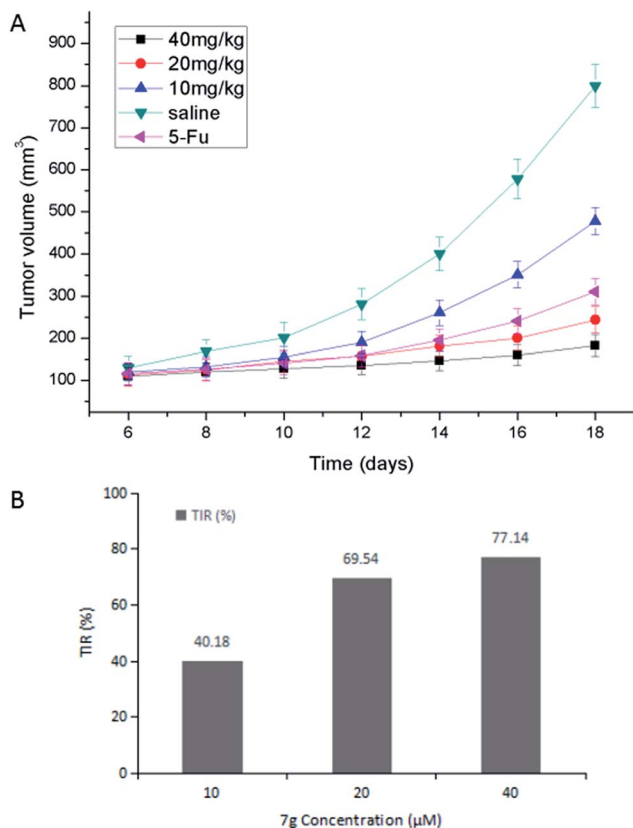 A
40mg/kg
20mg/kg
10mg/kg
saline
5-Fu
Tumor volume (mm³)
900
800
700
600
500
400
300
200
100
6 8 10 12 14 16 18
Time (days)
B
TIR (%)
TIR (%)
100
80
60
40
20
0
40.18
69.54
77.14
10 20 40
7g Concentration (μM)